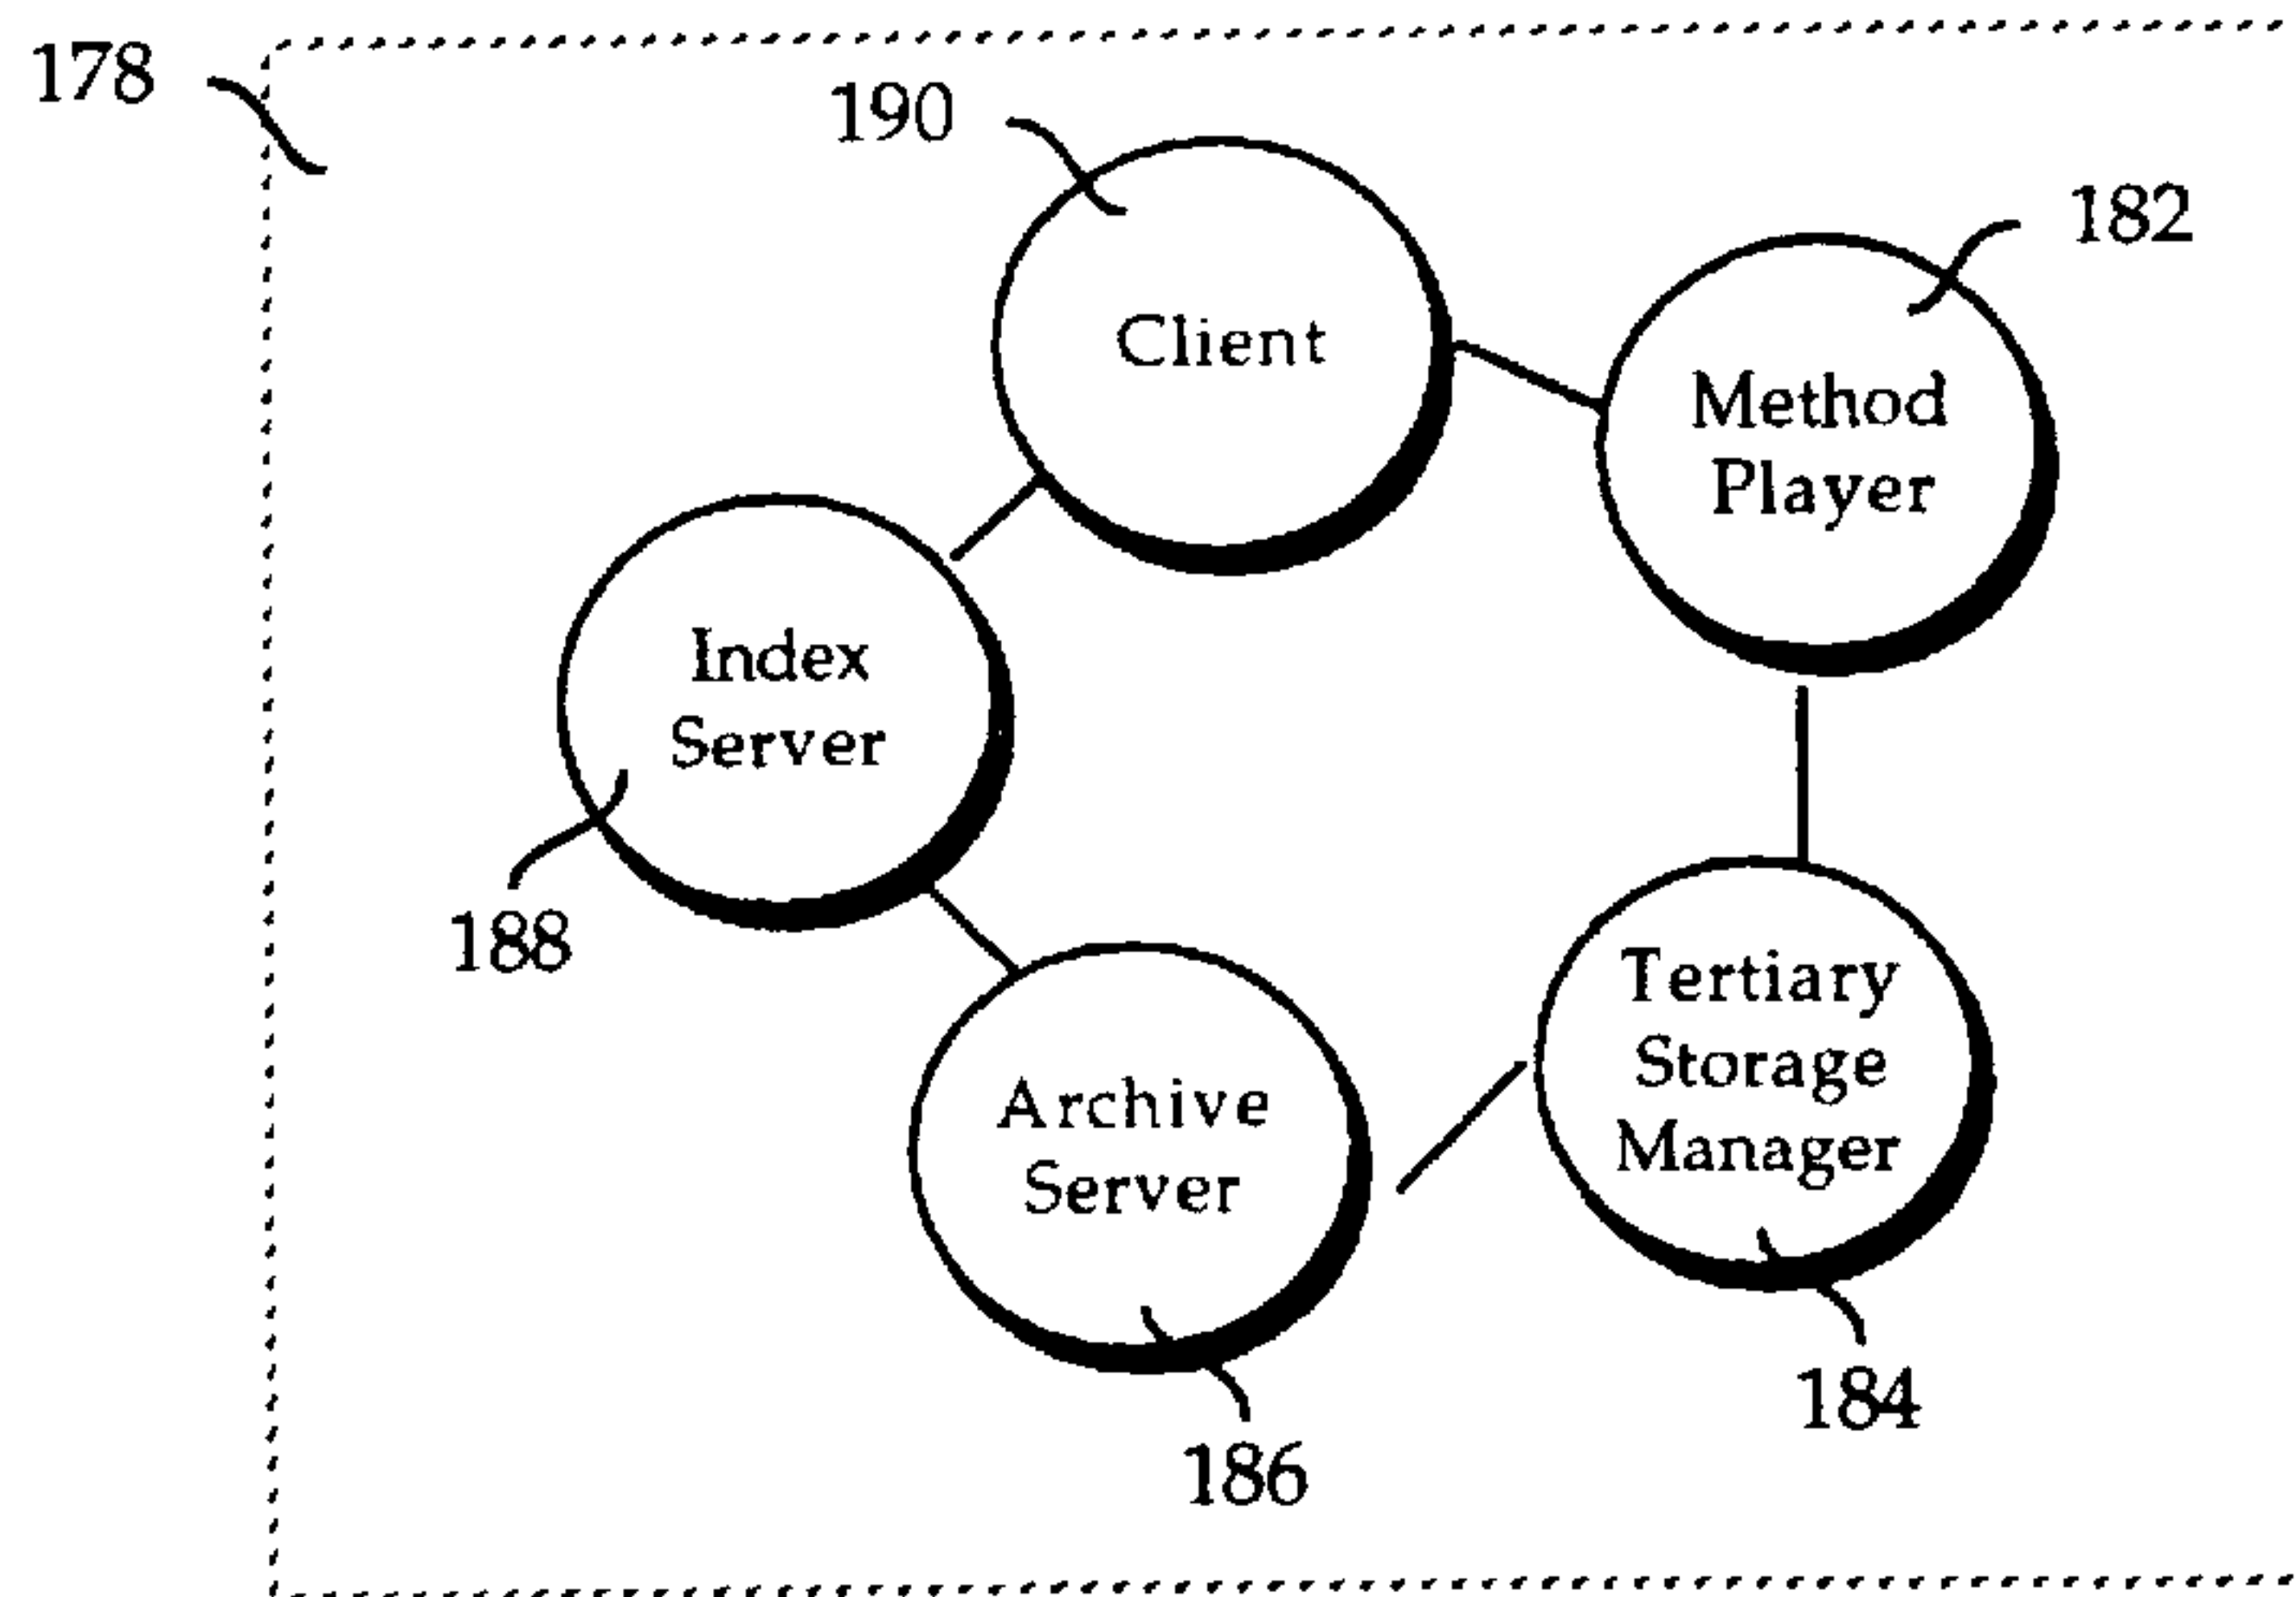 178
190
182
Client
Method
Player
Index
Server
188
Tertiary
Storage
Manager
Archive
Server
184
186